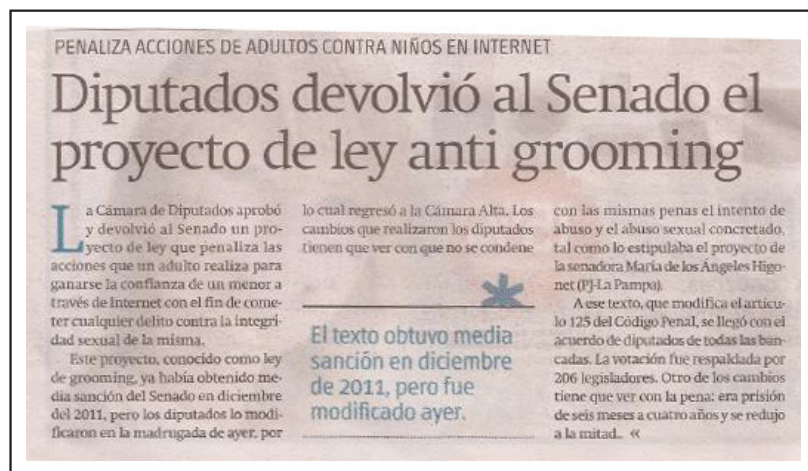 PENALIZA ACCIONES DE ADULTOS CONTRA NIÑOS EN INTERNET
Diputados devolvió al Senado el
proyecto de ley anti grooming
La Cámara de Diputados aprobó
y devolvió al Senado un pro-
yecto de ley que penaliza las
acciones que un adulto realiza para
ganarse la confianza de un menor a
través de Internet con el fin de come-
ter cualquier delito contra la integri-
dad sexual de la misma.
Este proyecto, conocido como ley
de grooming, ya había obtenido me-
dia sanción del Senado en diciembre
del 2011, pero los diputados lo modi-
ficaron en la madrugada de ayer, por
lo cual regresó a la Cámara Alta. Los
cambios que realizaron los diputados
tienen que ver con que no se condene
El texto obtuvo media
sanción en diciembre
de 2011, pero fue
modificado ayer.
con las mismas penas el intento de
abuso y el abuso sexual concretado,
tal como lo estipulaba el proyecto de
la senadora María de los Ángeles Higo-
net (PJ-La Pampa).
A ese texto, que modifica el artícu-
lo 125 del Código Penal, se llegó con el
acuerdo de diputados de todas las ban-
cadas. La votación fue respaldada por
206 legisladores. Otro de los cambios
tiene que ver con la pena: era prisión
de seis meses a cuatro años y se redujo
a la mitad.. «